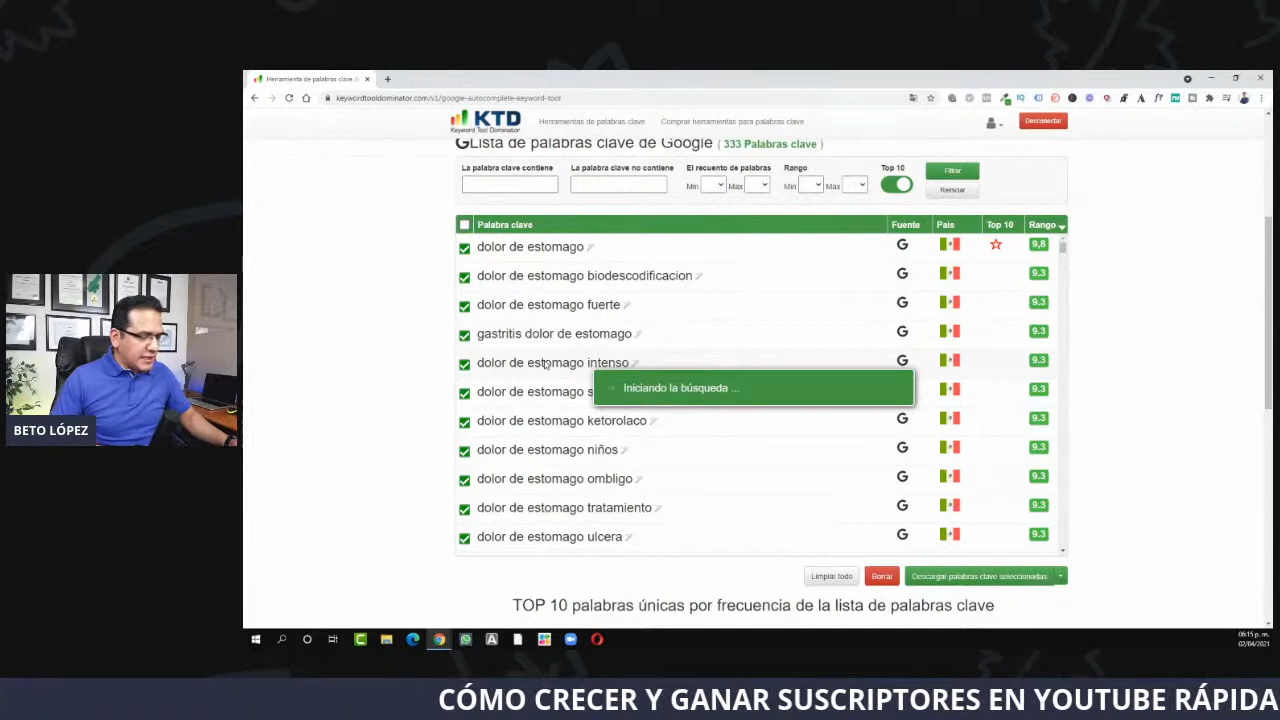 Herramienta de palabras clave d
keywordtooldominator.com/v1/google-autocomplete-keyword-tool
KTD
Keyword Tool Dominator
Herramientas de palabras clave
Comprar herramientas para palabras clave
Desconectar
Lista de palabras clave de Google ( 333 Palabras clave )
La palabra clave contiene
La palabra clave no contiene
El recuento de palabras
Rango
Top 10
Min
Max
Min
Max
Filtrar
Reiniciar
Palabra clave
Fuente
País
Top 10
Rango
dolor de estomago
G
9,8
dolor de estomago biodescodificacion
G
9.3
dolor de estomago fuerte
G
9.3
gastritis dolor de estomago
G
9.3
dolor de estomago intenso
G
9.3
dolor de estomago s
9.3
Iniciando la búsqueda ...
dolor de estomago ketorolaco
G
9.3
dolor de estomago niños
G
9.3
dolor de estomago ombligo
G
9.3
dolor de estomago tratamiento
G
9.3
dolor de estomago ulcera
G
9.3
Limpiar todo
Borrar
Descargar palabras clave seleccionadas
TOP 10 palabras únicas por frecuencia de la lista de palabras clave
BETO LÓPEZ
06:15 p. m.
02/04/2021
CÓMO CRECER Y GANAR SUSCRIPTORES EN YOUTUBE RÁPIDA